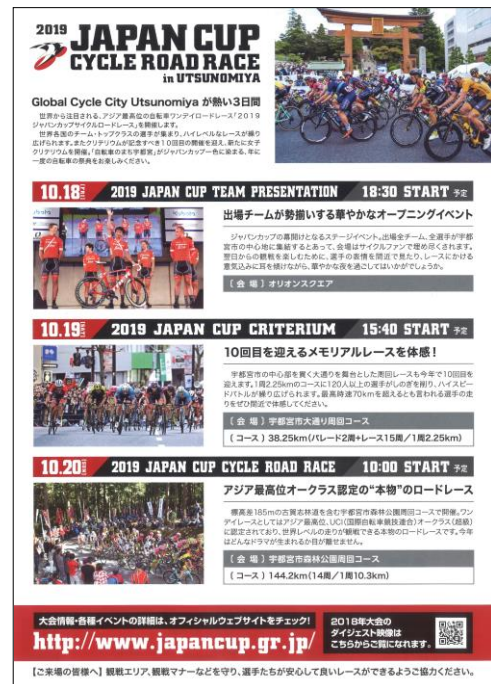 2019
JAPAN CUP
CYCLE ROAD RACE
in UTSUNOMIYA
Global Cycle City Utsunomiya が熱い3日間
世界から注目される、アジア最高位の自転車ワンデイロードレース「2019
ジャパンカップサイクルロードレース」を開催します。
世界各国のチーム・トップクラスの選手が集まり、ハイレベルなレースが繰り
広げられます。またクリテリウムが記念すべき10回目の開催を迎え、新たに女子
クリテリウムを開催。「自転車のまち宇都宮」がジャパンカップ一色に染まる、年に
一度の自転車の祭典をお楽しみください。
10.18 2019 JAPAN CUP TEAM PRESENTATION 18:30 START 予定
出場チームが勢揃いする華やかなオープニングイベント
ジャパンカップの幕開けとなるステージイベント。出場全チーム、全選手が宇都
宮市の中心地に集結するとあって、会場はサイクルファンで埋め尽くされます。
翌日からの観戦を楽しむために、選手の表情を間近で見たり、レースにかける
意気込みに耳を傾けながら、華やかな夜を過ごしてはいかがでしょうか。
［会 場］オリオンスクエア
10.19 2019 JAPAN CUP CRITERIUM 15:40 START 予定
10回目を迎えるメモリアルレースを体感！
宇都宮市の中心部を貫く大通りを舞台とした周回レースも今年で10回目を
迎えます。1周2.25kmのコースに120人以上の選手がしのぎを削り、ハイスピー
ドバトルが繰り広げられます。最高時速70kmを超えるとも言われる選手の走
りをぜひ間近で体感してください。
［会 場］宇都宮市大通り周回コース
［コース］38.25km（パレード2周+レース15周／1周2.25km）
10.20 2019 JAPAN CUP CYCLE ROAD RACE 10:00 START 予定
アジア最高位オークラス認定の“本物”のロードレース
標高差185mの古賀志林道を含む宇都宮市森林公園周回コースで開催。ワン
デイレースとしてはアジア最高位、UCI（国際自転車競技連合）オークラス（超級）
に認定されており、世界レベルの走りが観戦できる本物のロードレースです。今年
はどんなドラマが生まれるか目が離せません。
［会 場］宇都宮市森林公園周回コース
［コース］144.2km（14周／1周10.3km）
大会情報・各種イベントの詳細は、オフィシャルウェブサイトをチェック！
http://www.japancup.gr.jp/
2018年大会の
ダイジェスト映像は
こちらからご覧になれます。
【ご来場の皆様へ】観戦エリア、観戦マナーなどを守り、選手たちが安心して良いレースができるようご協力ください。